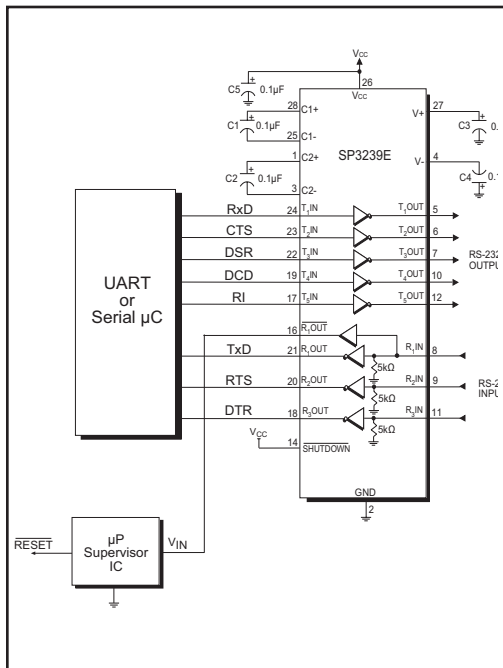 VCC
C5
+
0.1µF
26
VCC
28
C1+
C1
+
0.1µF
25
C1-
1
C2+
C2
+
0.1µF
3
C2-
SP3239E
V+
27
C3
+
V-
4
C4
+
UART
or
Serial µC
RxD
24
T1IN
T1OUT
5
CTS
23
T2IN
T2OUT
6
DSR
22
T3IN
T3OUT
7
DCD
19
T4IN
T4OUT
10
RI
17
T5IN
T5OUT
12
16
R1OUT
TxD
21
R1OUT
R1IN
8
5kΩ
RTS
20
R2OUT
R2IN
9
5kΩ
DTR
18
R3OUT
R3IN
11
5kΩ
VCC
14
SHUTDOWN
GND
2
RESET
µP
Supervisor
IC
VIN